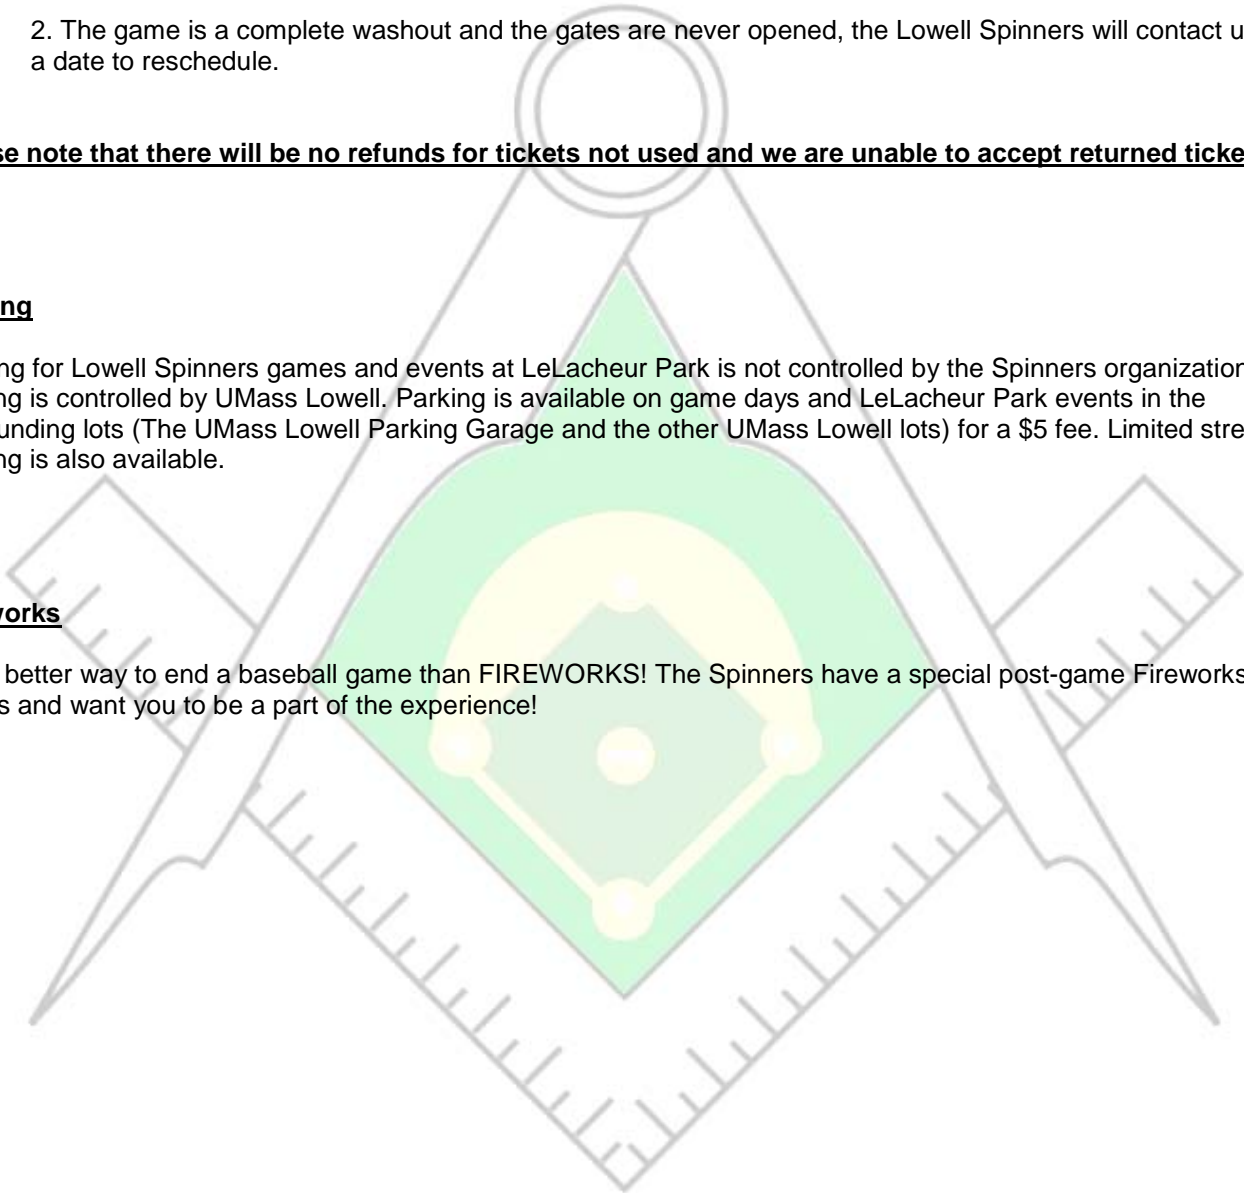 2. The game is a complete washout and the gates are never opened, the Lowell Spinners will contact u
a date to reschedule.
se note that there will be no refunds for tickets not used and we are unable to accept returned ticke
ng
ng for Lowell Spinners games and events at LeLacheur Park is not controlled by the Spinners organization
ng is controlled by UMass Lowell. Parking is available on game days and LeLacheur Park events in the
unding lots (The UMass Lowell Parking Garage and the other UMass Lowell lots) for a $5 fee. Limited stre
ng is also available.
works
better way to end a baseball game than FIREWORKS! The Spinners have a special post-game Fireworks
s and want you to be a part of the experience!